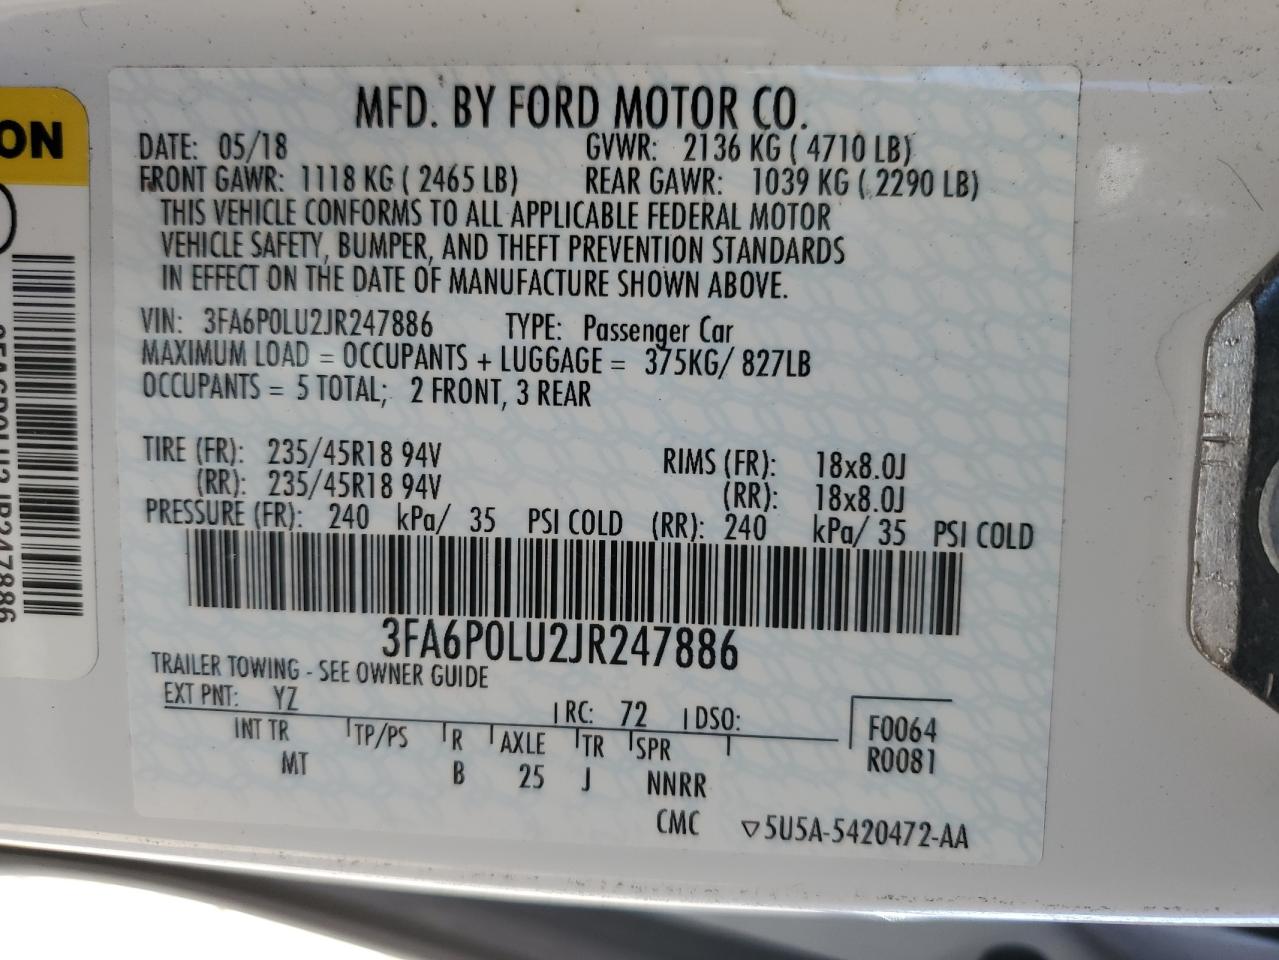 MFD. BY FORD MOTOR CO.
DATE: 05/18 GVWR: 2136 KG ( 4710 LB)
FRONT GAWR: 1118 KG ( 2465 LB) REAR GAWR: 1039 KG ( 2290 LB)
THIS VEHICLE CONFORMS TO ALL APPLICABLE FEDERAL MOTOR
VEHICLE SAFETY, BUMPER, AND THEFT PREVENTION STANDARDS
IN EFFECT ON THE DATE OF MANUFACTURE SHOWN ABOVE.
VIN: 3FA6P0LU2JR247886 TYPE: Passenger Car
MAXIMUM LOAD = OCCUPANTS + LUGGAGE = 375KG/ 827LB
OCCUPANTS = 5 TOTAL; 2 FRONT, 3 REAR
TIRE (FR): 235/45R18 94V RIMS (FR): 18x8.0J
(RR): 235/45R18 94V (RR): 18x8.0J
PRESSURE (FR): 240 kPa/ 35 PSI COLD (RR): 240 kPa/ 35 PSI COLD
3FA6P0LU2JR247886
TRAILER TOWING - SEE OWNER GUIDE
EXT PNT: YZ RC: 72 DSO:
INT TR TP/PS R AXLE TR SPR F0064
MT B 25 J NNRR R0081
CMC ▽5U5A-5420472-AA
ON
3FA6P0LU2JR247886